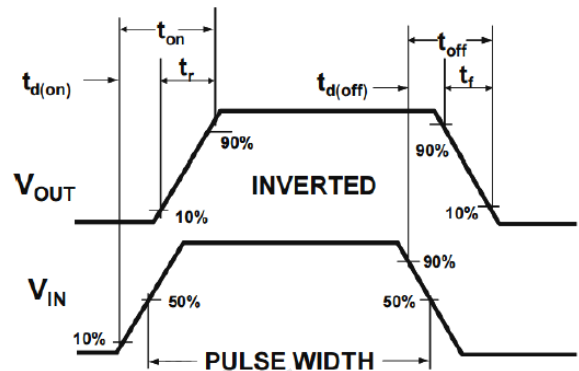 ton
toff
td(on)
tr
td(off)
tf
90%
90%
VOUT
INVERTED
10%
10%
90%
VIN
50%
50%
10%
PULSE WIDTH